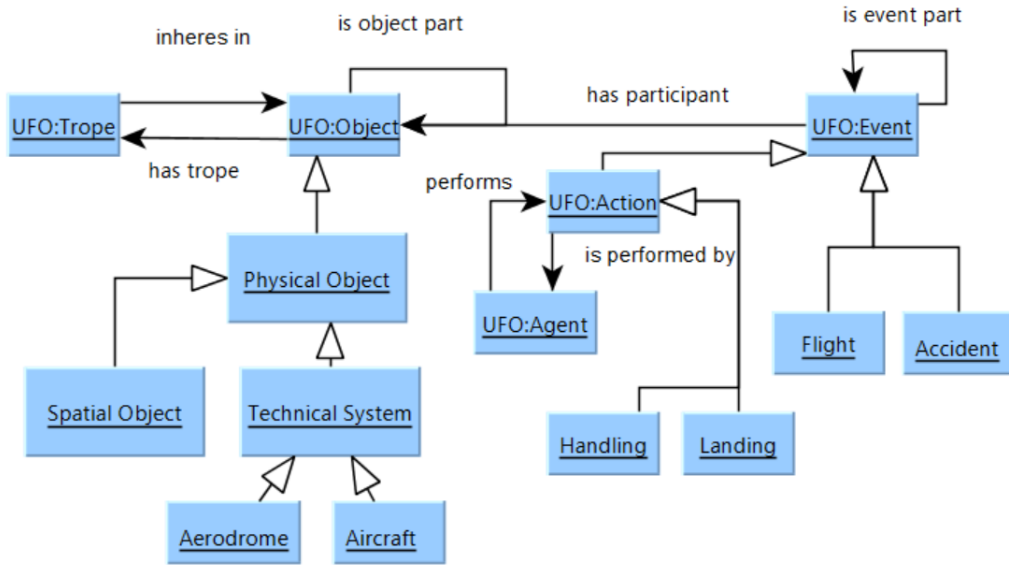 is event part
is object part
inheres in
has participant
UFO:Trope
UFO:Object
UFO:Event
has trope
performs
UFO:Action
is performed by
Physical Object
UFO:Agent
Flight
Accident
Spatial Object
Technical System
Handling
Landing
Aerodrome
Aircraft